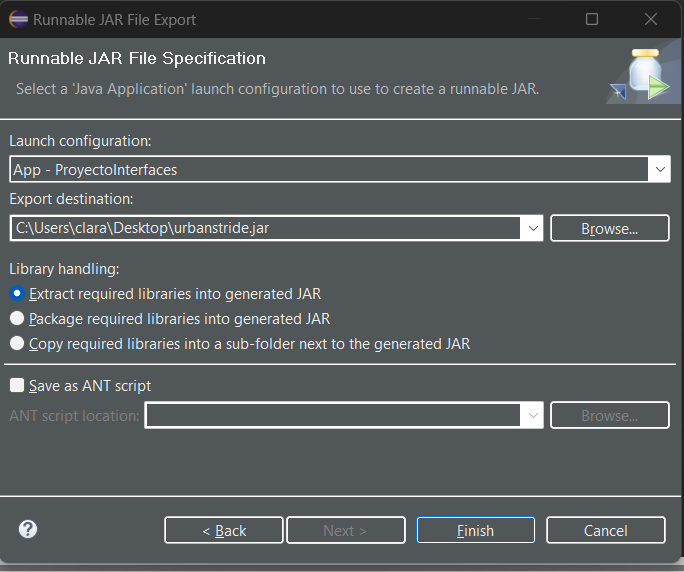 Runnable JAR File Export
Runnable JAR File Specification
Select a 'Java Application' launch configuration to use to create a runnable JAR.
Launch configuration:
App - ProyectoInterfaces
Export destination:
C:\Users\clara\Desktop\urbanstride.jar
Browse...
Library handling:
Extract required libraries into generated JAR
Package required libraries into generated JAR
Copy required libraries into a sub-folder next to the generated JAR
Save as ANT script
ANT script location:
Browse...
?
< Back
Next >
Finish
Cancel